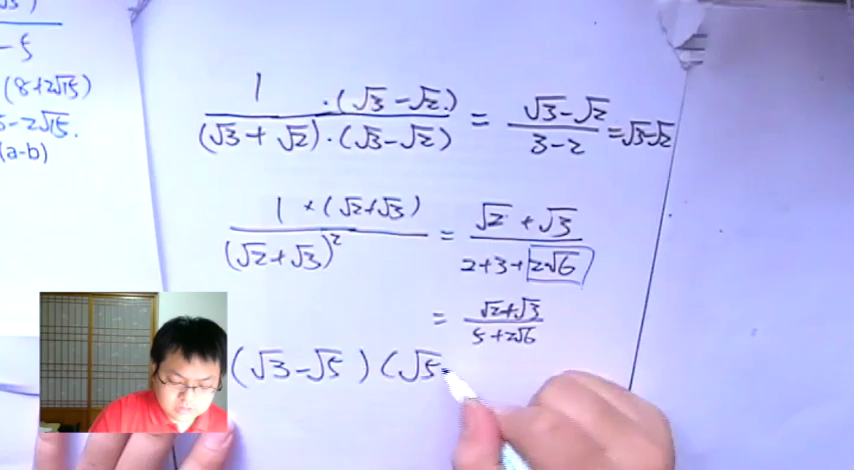 (8+2√15)
5-2√15.
(a-b)
1 ·(√3-√2) / (√3+√2)·(√3-√2) = √3-√2 / 3-2 = √3-√2
1 ×(√2+√3) / (√2+√3)² = √2+√3 / 2+3+2√6
= √2+√3 / 5+2√6
(√3-√5)(√5